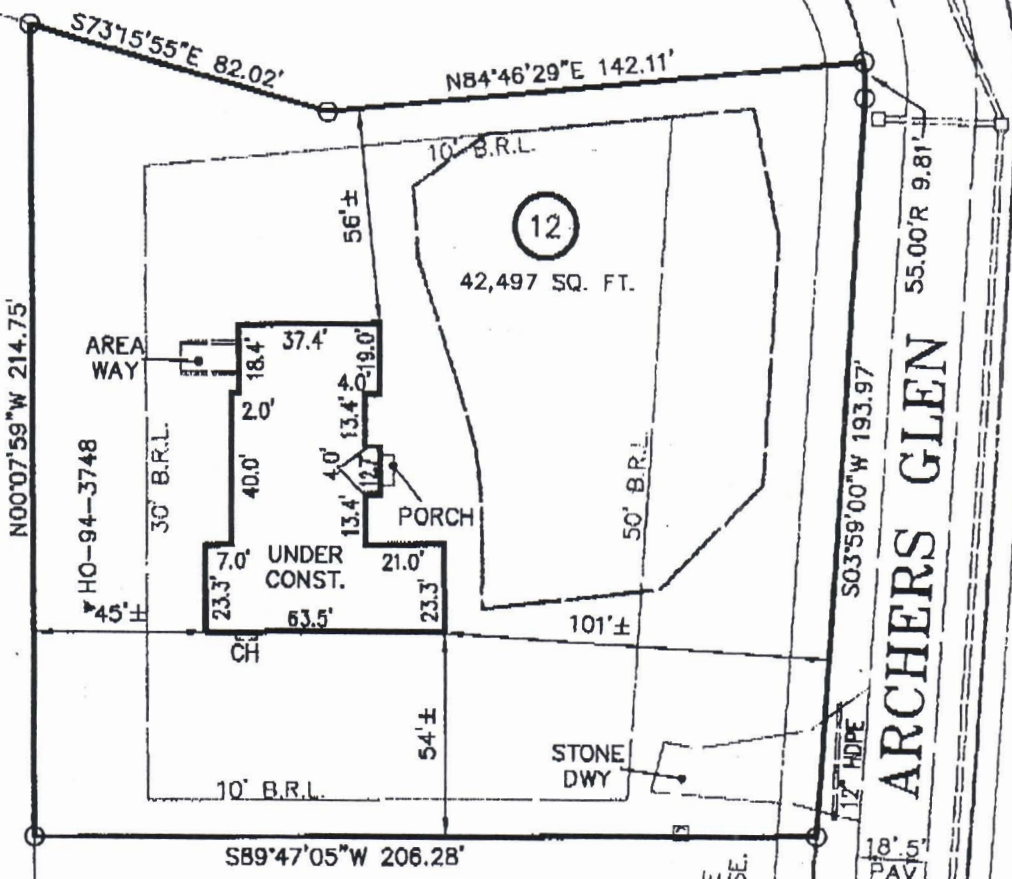 S73°15'55"E 82.02'
N84°46'29"E 142.11'
10' B.R.L.
55.00'R 9.81'
56'±
12
42,497 SQ. FT.
N00°07'59"W 214.75'
AREA
WAY
37.4'
18.4'
19.0'
4.0'
2.0'
13.4'
HO-94-3748
30' B.R.L.
40.0'
4.0'
12.7'
13.4'
PORCH
50' B.R.L.
S03°59'00"W 193.97'
ARCHERS GLEN
7.0'
UNDER
CONST.
21.0'
23.3'
63.5'
23.3'
45'±
101'±
CH
54'±
STONE
DWY
12" HDPE
10' B.R.L.
S89°47'05"W 206.28'
18'.5'
PAV